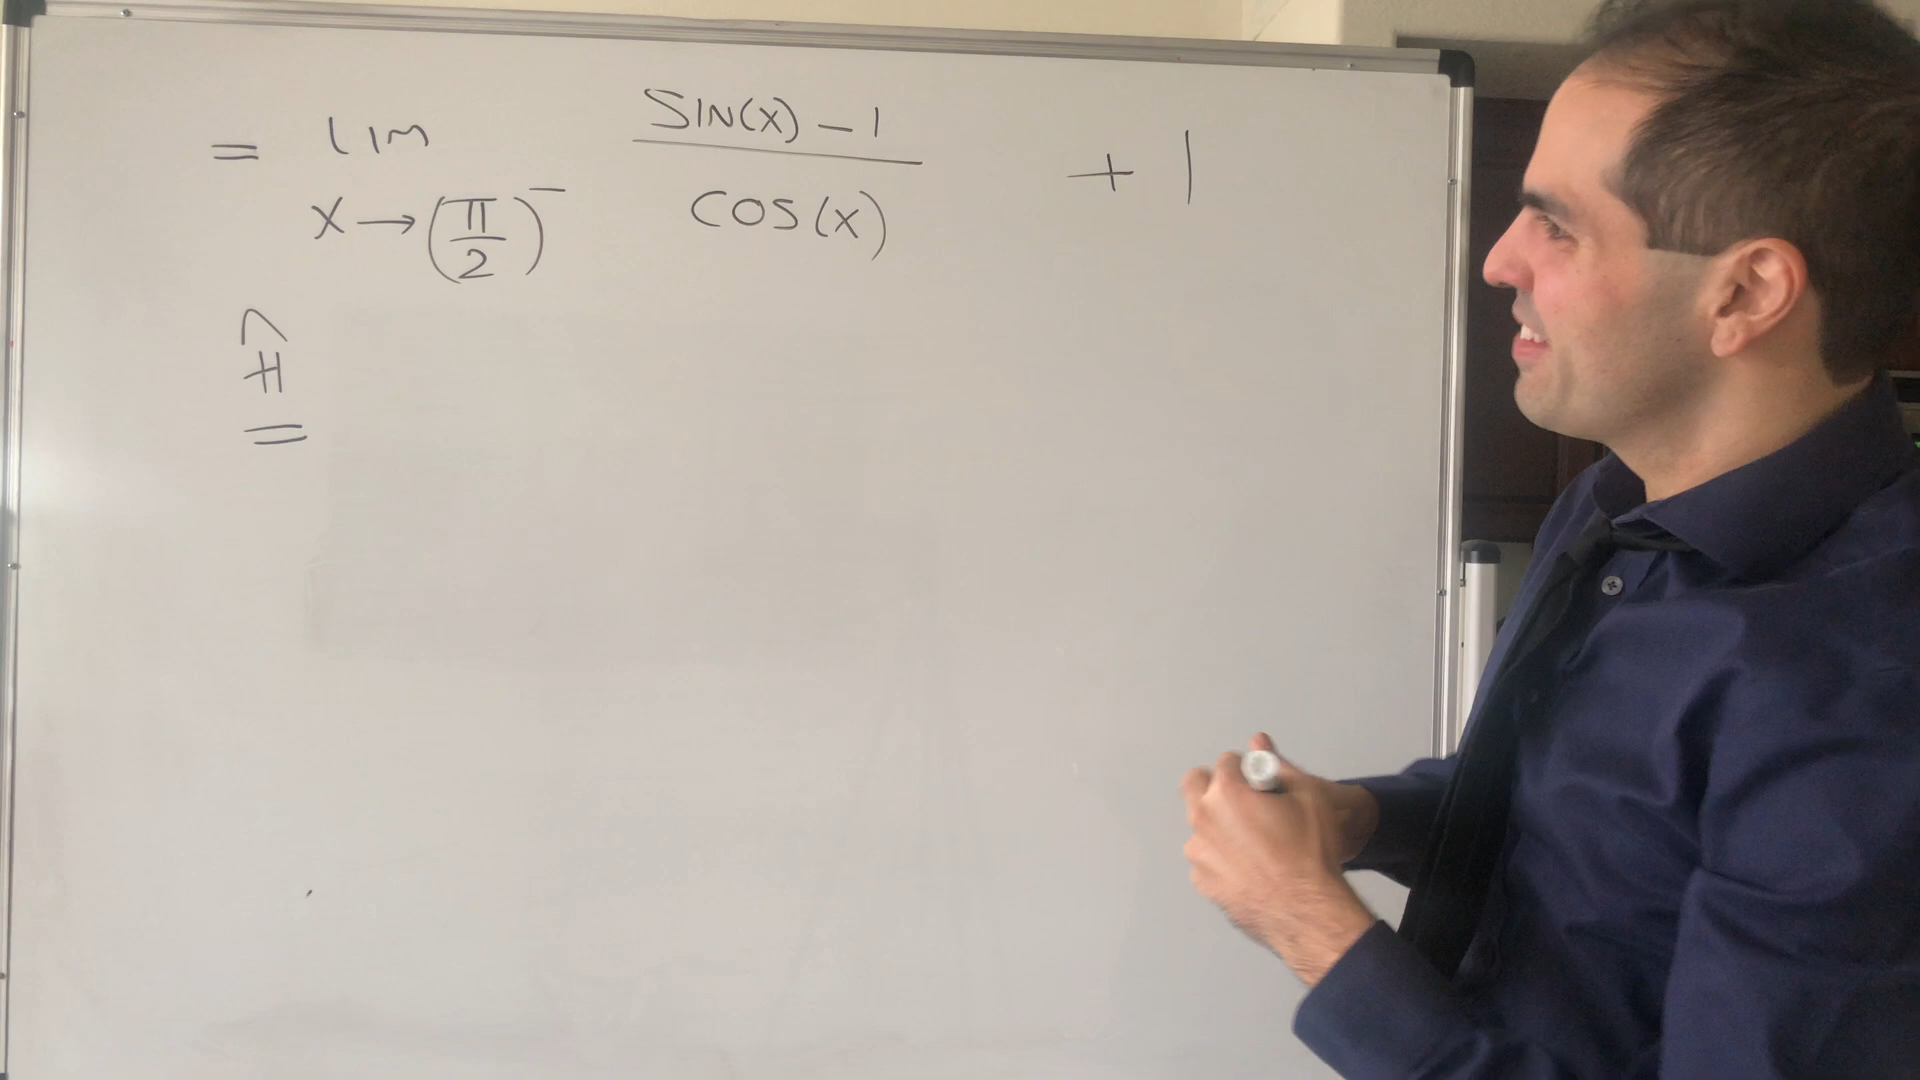 = lim SIN(x) - 1 + 1
x → (π/2)⁻ COS(x)
Ĥ
=